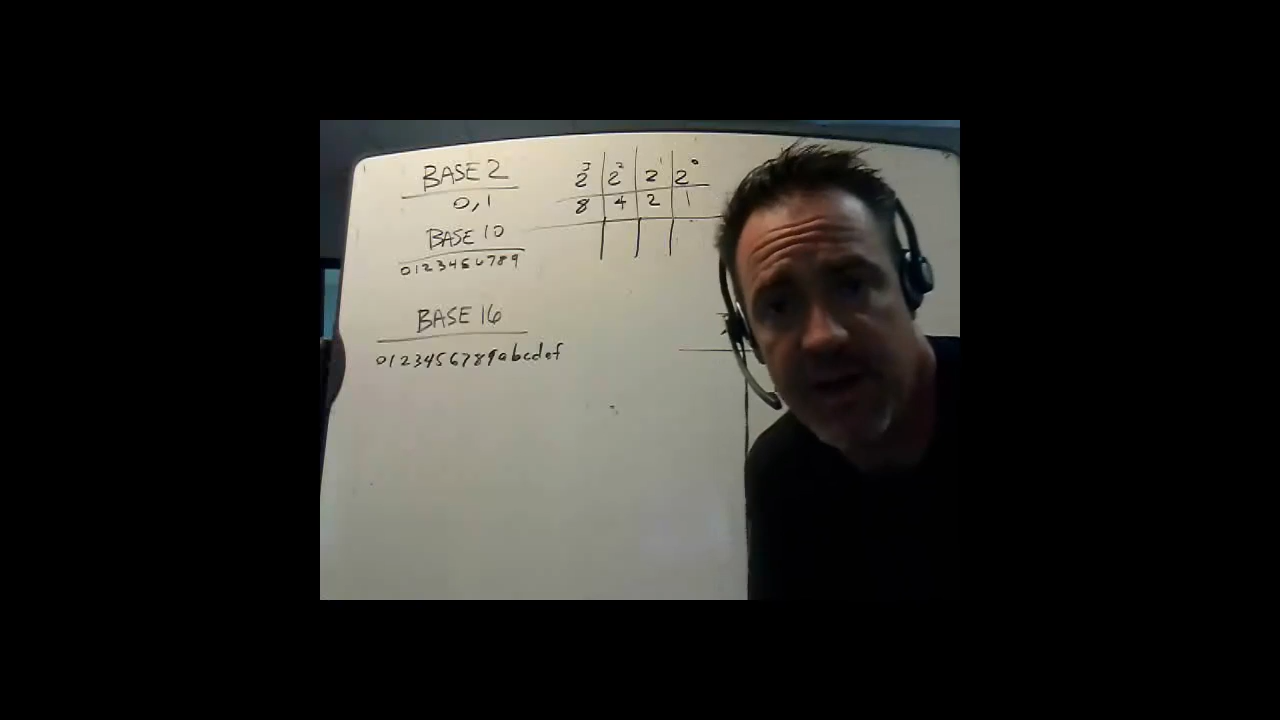 BASE 2
0,1
BASE 10
0123456789
BASE 16
0123456789abcdef
2³ 2² 2¹ 2⁰
8 4 2 1